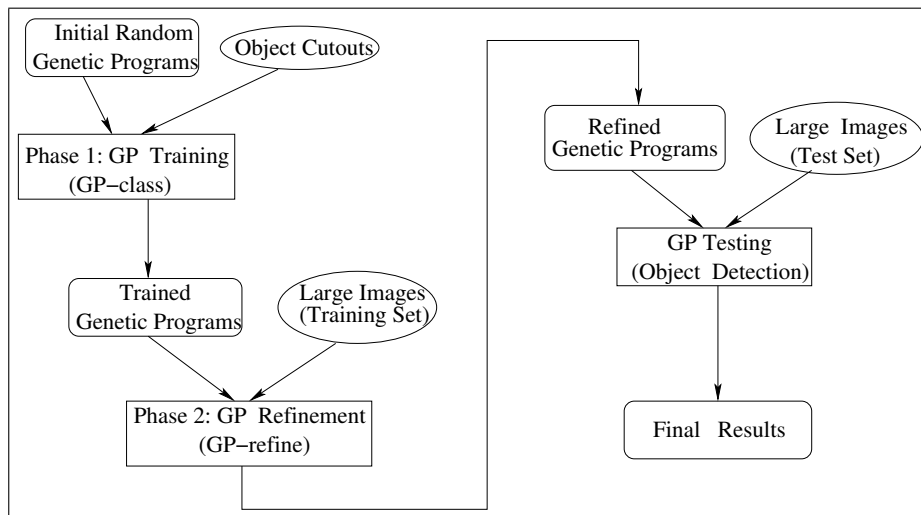 Initial Random
Genetic Programs
Object Cutouts
Phase 1: GP Training
(GP−class)
Trained
Genetic Programs
Large Images
(Training Set)
Phase 2: GP Refinement
(GP−refine)
Refined
Genetic Programs
Large Images
(Test Set)
GP Testing
(Object Detection)
Final Results